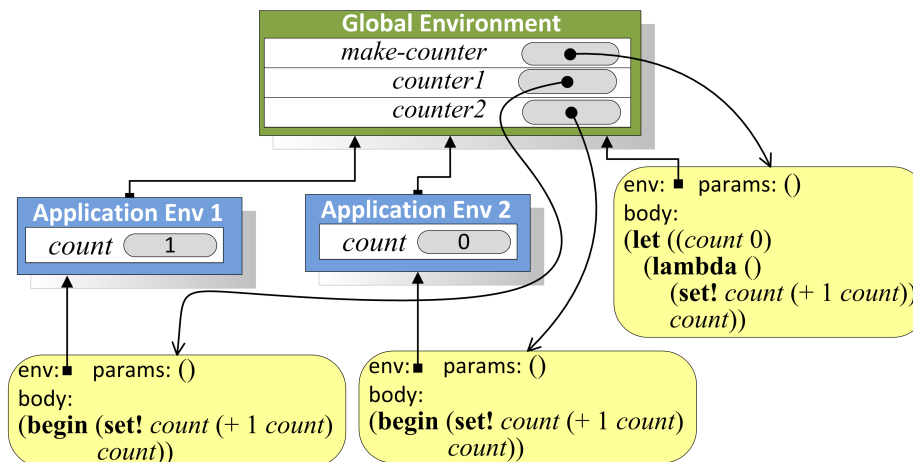 Global Environment
make-counter
counter1
counter2
Application Env 1
count 1
Application Env 2
count 0
env: params: ()
body:
(let ((count 0)
(lambda ()
(set! count (+ 1 count))
count))
env: params: ()
body:
(begin (set! count (+ 1 count)
count))
env: params: ()
body:
(begin (set! count (+ 1 count)
count))